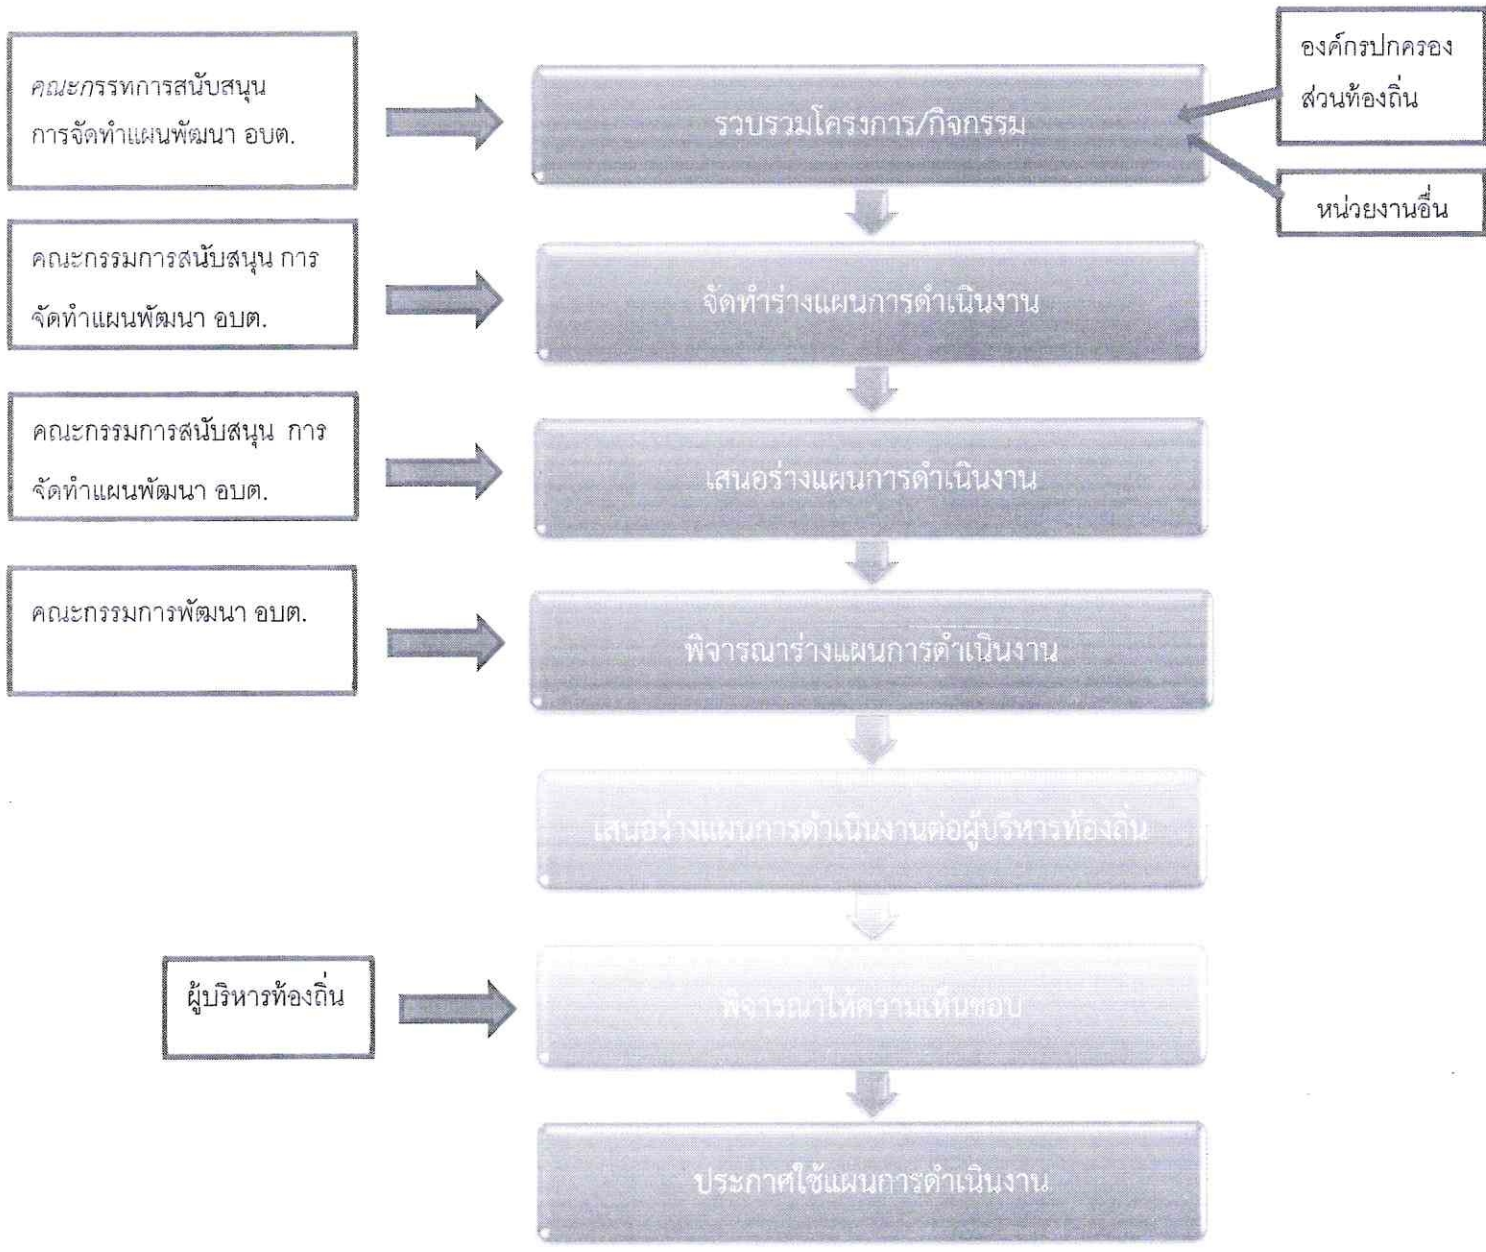 คณะกรรทการสนับสนุน
การจัดทำแผนพัฒนา อบต.
รวบรวมโครงการ/กิจกรรม
องค์กรปกครอง
ส่วนท้องถิ่น
หน่วยงานอื่น
คณะกรรมการสนับสนุน การ
จัดทำแผนพัฒนา อบต.
จัดทำร่างแผนการดำเนินงาน
คณะกรรมการสนับสนุน การ
จัดทำแผนพัฒนา อบต.
เสนอร่างแผนการดำเนินงาน
คณะกรรมการพัฒนา อบต.
พิจารณาร่างแผนการดำเนินงาน
เสนอร่างแผนการดำเนินงานต่อผู้บริหารท้องถิ่น
ผู้บริหารท้องถิ่น
พิจารณาให้ความเห็นชอบ
ประกาศใช้แผนการดำเนินงาน